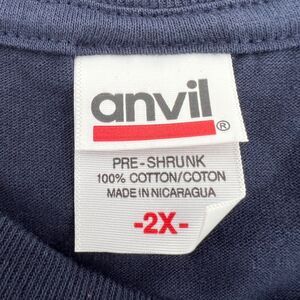 anvil®
PRE-SHRUNK
100% COTTON/COTON
MADE IN NICARAGUA
-2X-